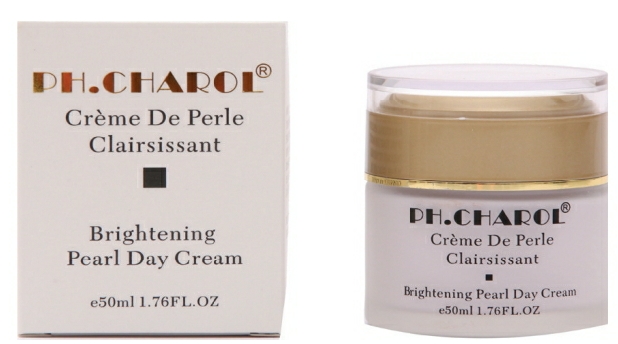 PH.CHAROL®
Crème De Perle
Clairsissant
Brightening
Pearl Day Cream
e50ml 1.76FL.OZ
PH.CHAROL®
Crème De Perle
Clairsissant
Brightening Pearl Day Cream
e50ml 1.76FL.OZ